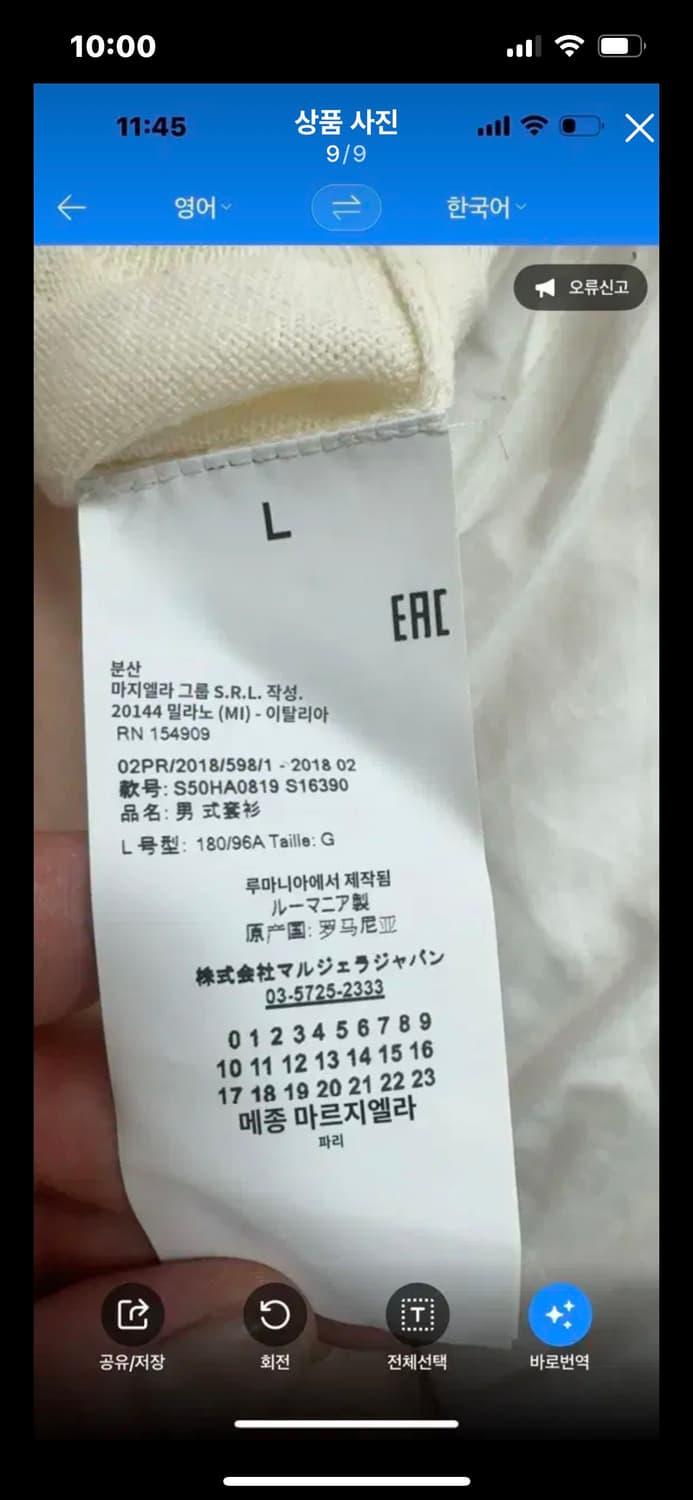 10:00
11:45
상품 사진
9/9
영어
한국어
오류신고
L
EAC
분산
마지엘라 그룹 S.R.L. 작성.
20144 밀라노 (MI) - 이탈리아
RN 154909
02PR/2018/598/1 - 2018 02
款号: S50HA0819 S16390
品名: 男 式套衫
L 号型: 180/96A Taille: G
루마니아에서 제작됨
ルーマニア製
原产国: 罗马尼亚
株式会社マルジェラジャパン
03-5725-2333
0 1 2 3 4 5 6 7 8 9
10 11 12 13 14 15 16
17 18 19 20 21 22 23
메종 마르지엘라
파리
T
공유/저장
회전
전체선택
바로번역